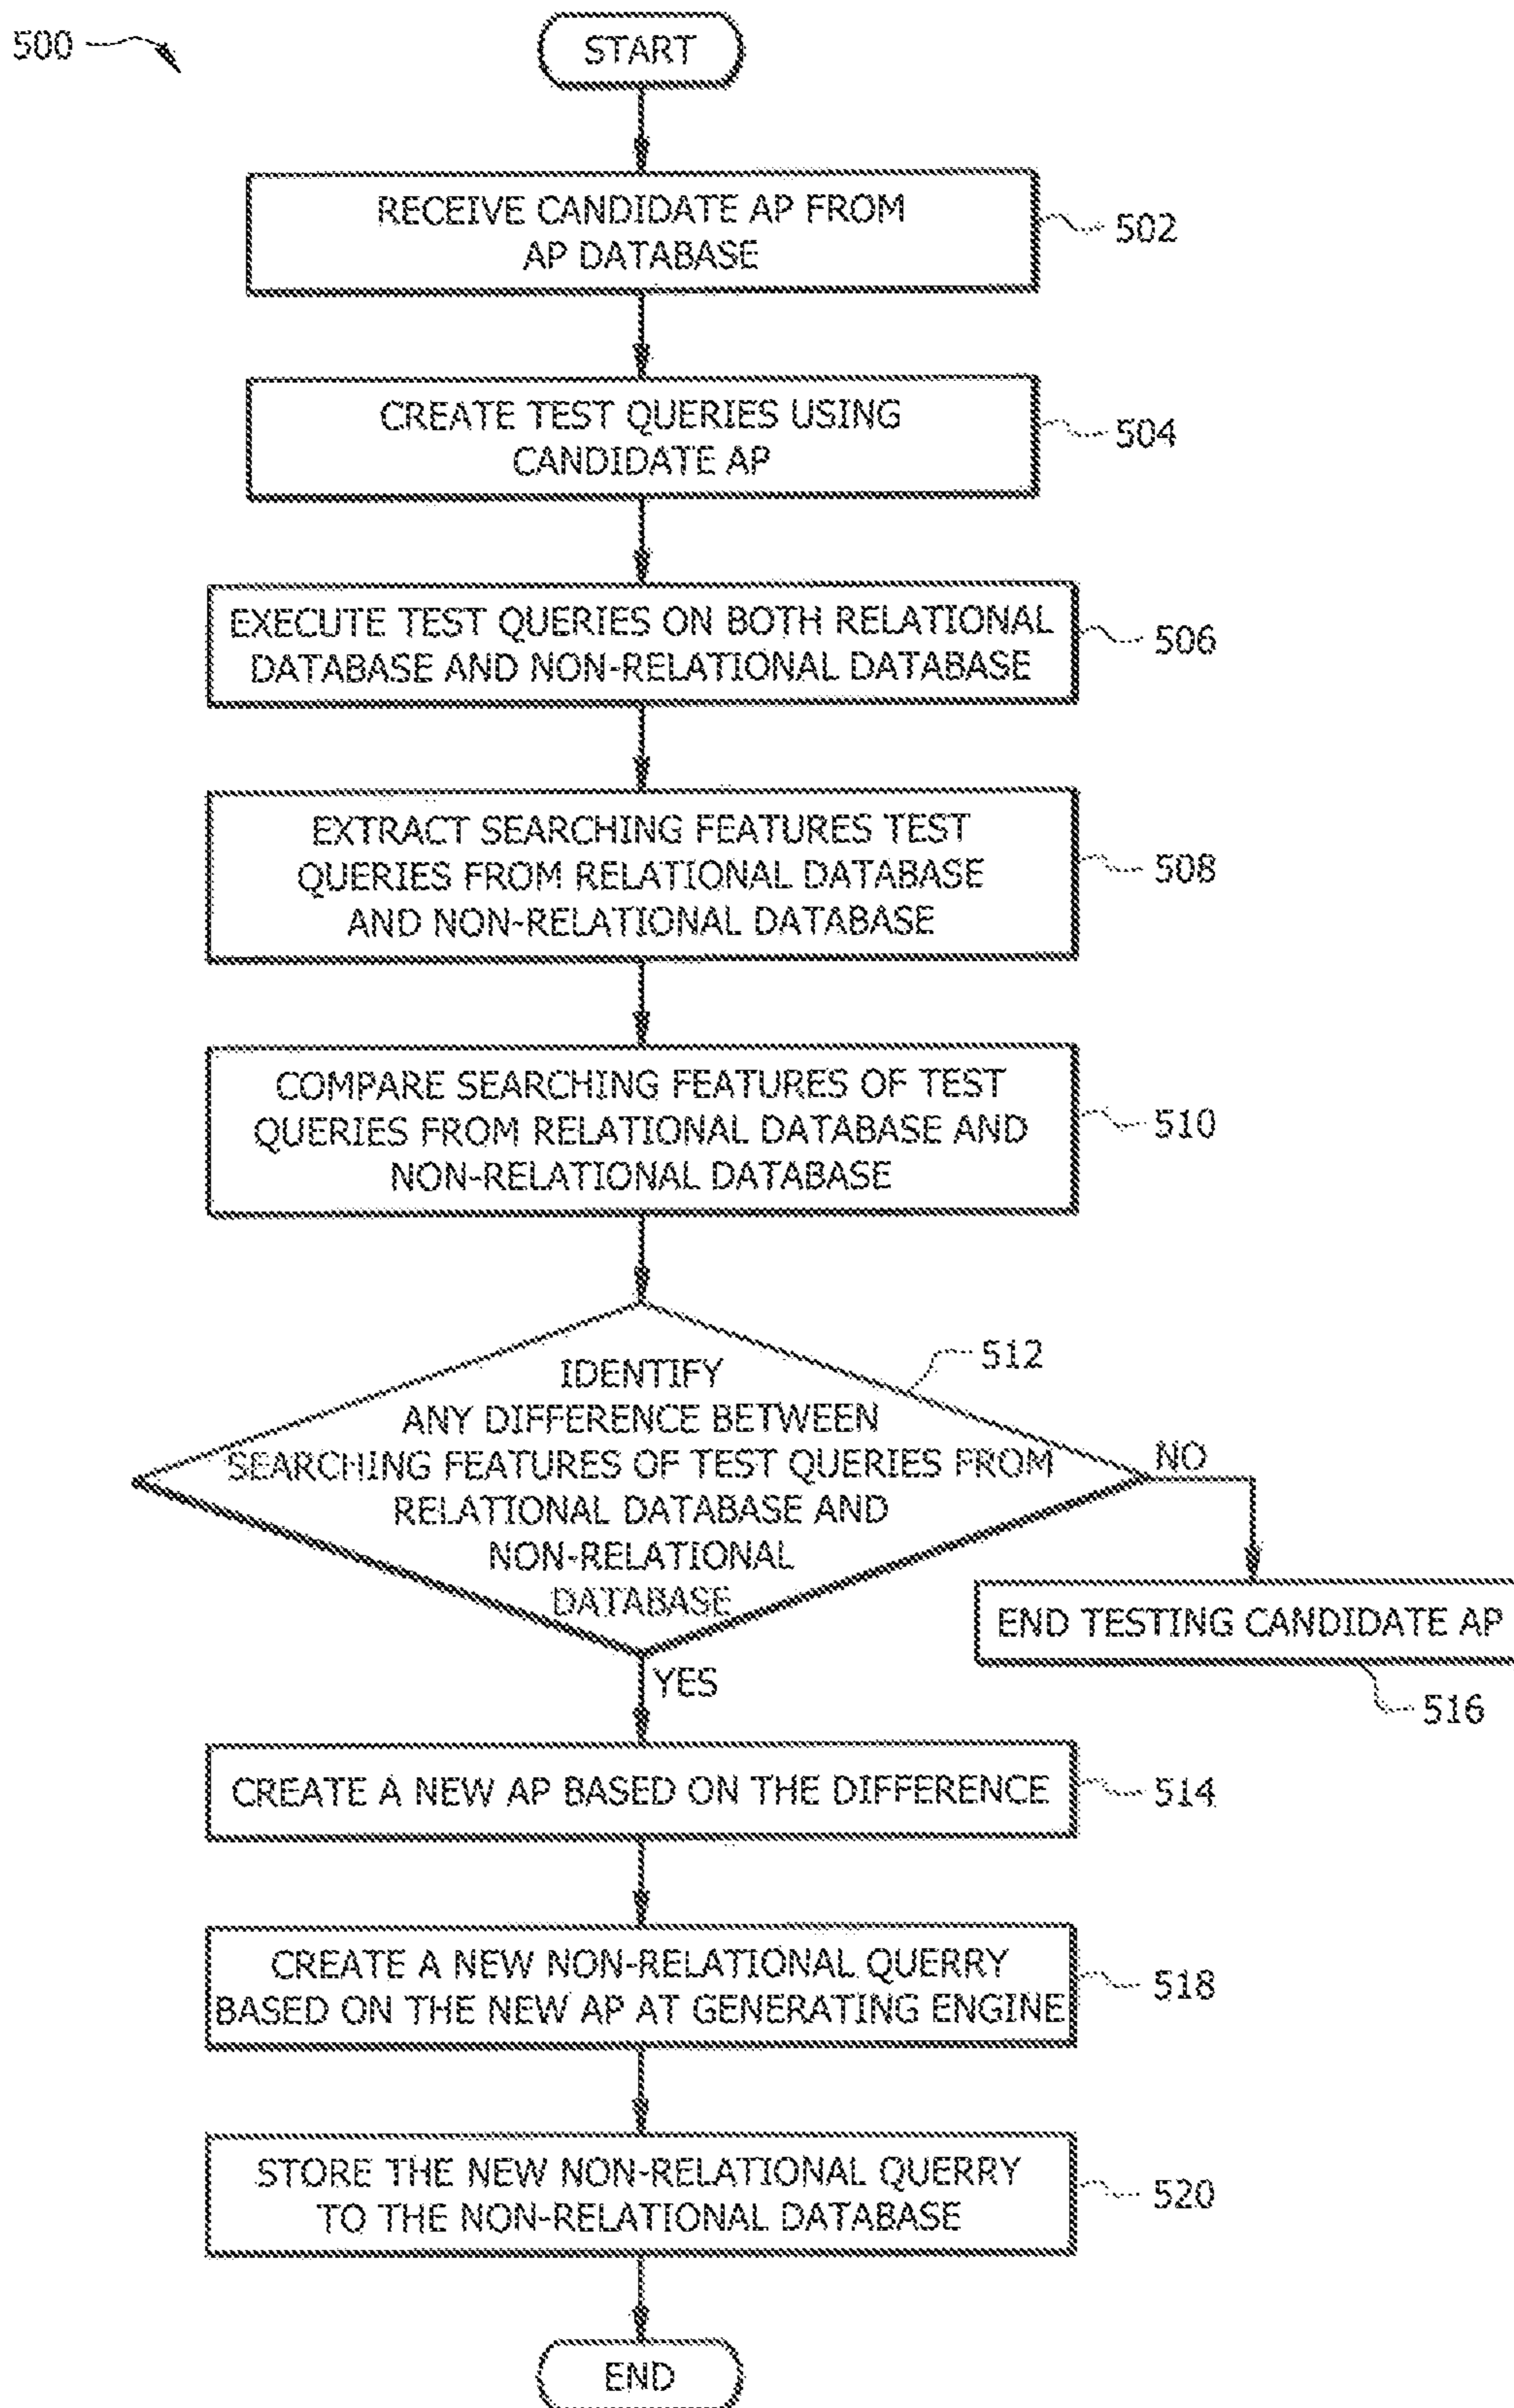 500
START
RECEIVE CANDIDATE AP FROM
AP DATABASE
502
CREATE TEST QUERIES USING
CANDIDATE AP
504
EXECUTE TEST QUERIES ON BOTH RELATIONAL
DATABASE AND NON-RELATIONAL DATABASE
506
EXTRACT SEARCHING FEATURES TEST
QUERIES FROM RELATIONAL DATABASE
AND NON-RELATIONAL DATABASE
508
COMPARE SEARCHING FEATURES OF TEST
QUERIES FROM RELATIONAL DATABASE AND
NON-RELATIONAL DATABASE
510
IDENTIFY
ANY DIFFERENCE BETWEEN
SEARCHING FEATURES OF TEST QUERIES FROM
RELATIONAL DATABASE AND
NON-RELATIONAL
DATABASE
512
NO
END TESTING CANDIDATE AP
516
YES
CREATE A NEW AP BASED ON THE DIFFERENCE
514
CREATE A NEW NON-RELATIONAL QUERRY
BASED ON THE NEW AP AT GENERATING ENGINE
518
STORE THE NEW NON-RELATIONAL QUERRY
TO THE NON-RELATIONAL DATABASE
520
END